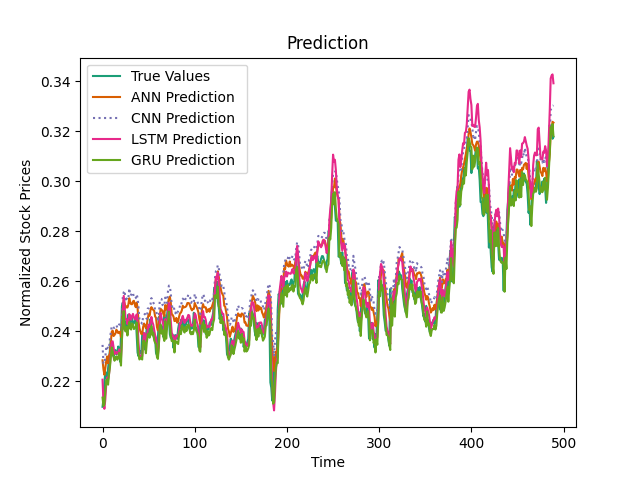 Prediction
True Values
ANN Prediction
CNN Prediction
LSTM Prediction
GRU Prediction
Normalized Stock Prices
0.34
0.32
0.30
0.28
0.26
0.24
0.22
0 100 200 300 400 500
Time